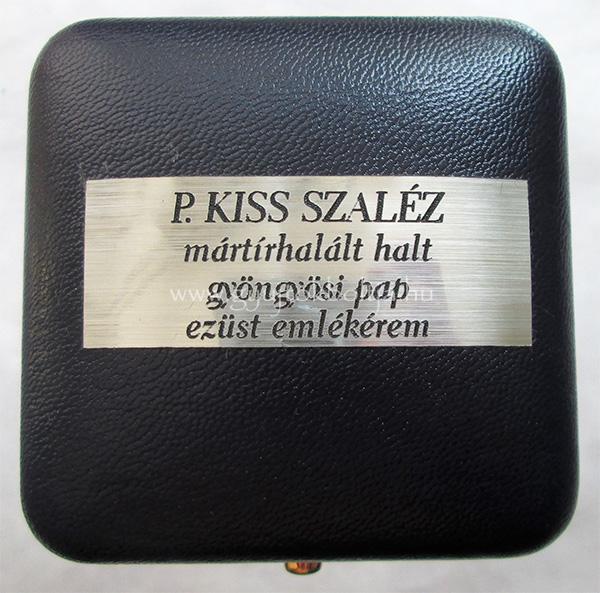 P. KISS SZALÉZ
mártírhalált halt
gyöngyösi pap
ezüst emlékérem